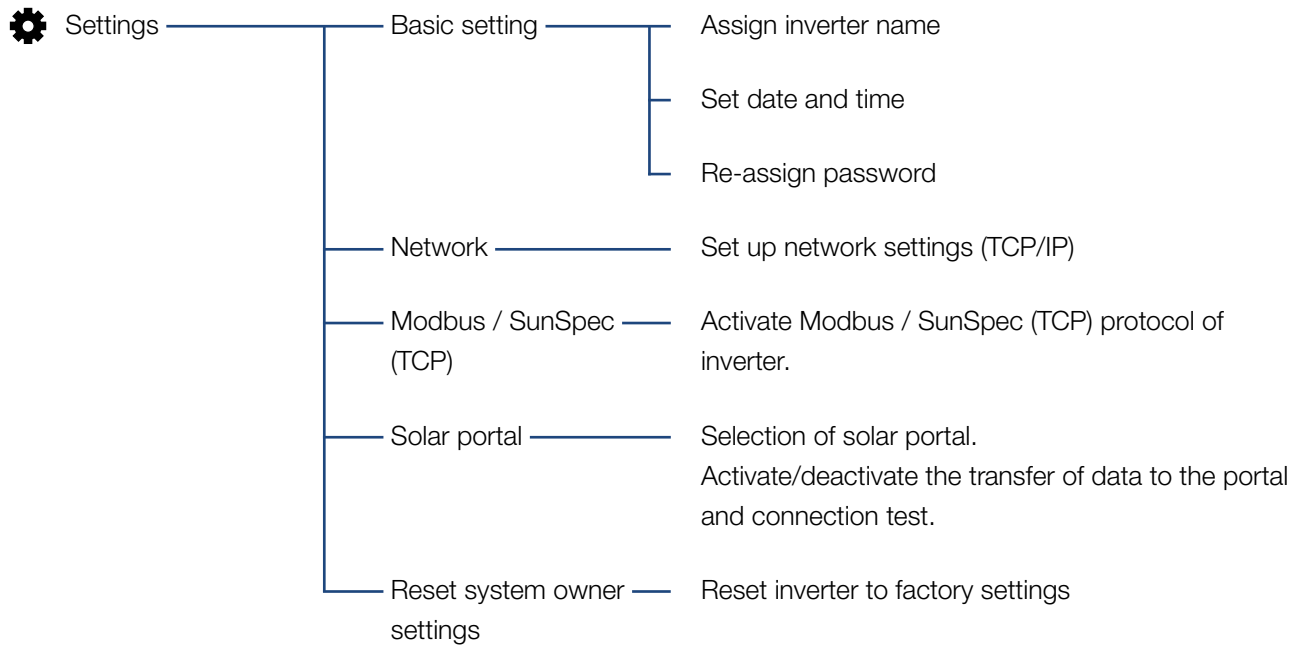 Settings
Basic setting
Assign inverter name
Set date and time
Re-assign password
Network
Set up network settings (TCP/IP)
Modbus / SunSpec
(TCP)
Activate Modbus / SunSpec (TCP) protocol of
inverter.
Solar portal
Selection of solar portal.
Activate/deactivate the transfer of data to the portal
and connection test.
Reset system owner
settings
Reset inverter to factory settings